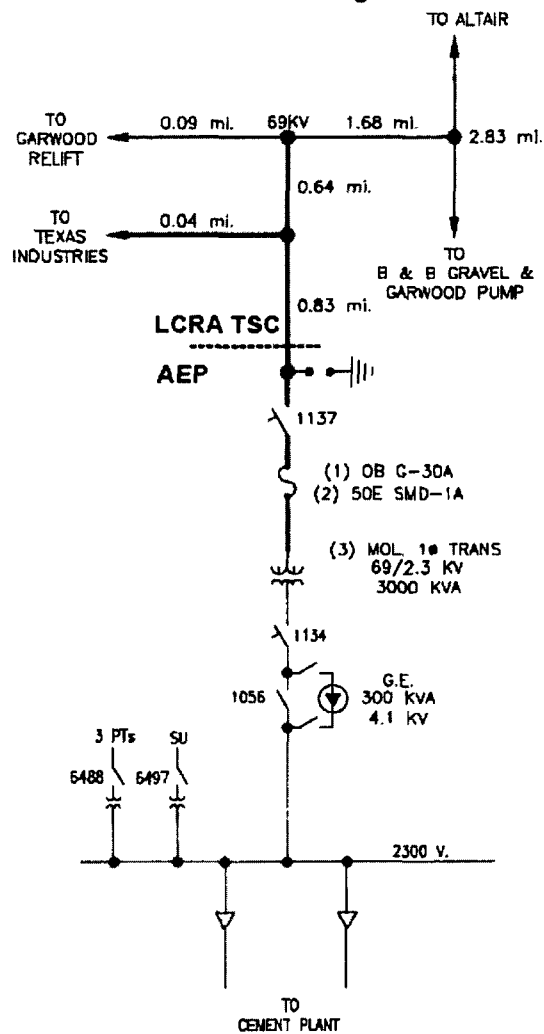 TO ALTAIR
TO
GARWOOD
RELIFT
0.09 mi.
69KV
1.68 mi.
2.83 mi.
0.64 mi.
TO
TEXAS
INDUSTRIES
0.04 mi.
TO
B & B GRAVEL &
GARWOOD PUMP
0.83 mi.
LCRA TSC
AEP
1137
(1) OB G-30A
(2) 50E SMD-1A
(3) MOL. 1ø TRANS
69/2.3 KV
3000 KVA
1134
1056
G.E.
300 KVA
4.1 KV
3 PTs
SU
6488
6497
2300 V.
TO
CEMENT PLANT